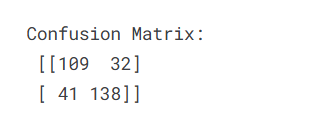 Confusion Matrix:
[[109  32]
[ 41 138]]